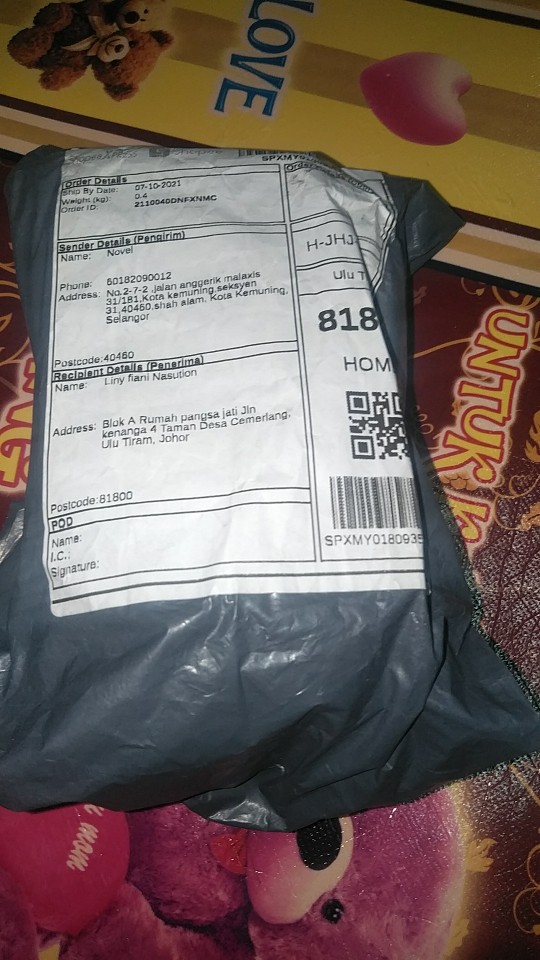 LOVE
SPXMY0
Order Details
Ship By Date: 07-10-2021
Weight (kg): 0.4
Order ID: 2110040DNFXNMC
Sender Details (Pengirim)
Name: Novel
Phone: 60182090012
Address: No.2-7-2 ,jalan anggerik malaxis
31/181,Kota kemuning,seksyen
31,40460,shah alam, Kota Kemuning,
Selangor
Postcode:40460
Recipient Details (Penerima)
Name: Liny fiani Nasution
Address: Blok A Rumah pangsa jati Jln
kenanga 4 Taman Desa Cemerlang,
Ulu Tiram, Johor
Postcode:81800
POD
Name:
I.C.:
Signature:
H-JHJ
Ulu T
818
HOM
SPXMY0180935
UNTUK